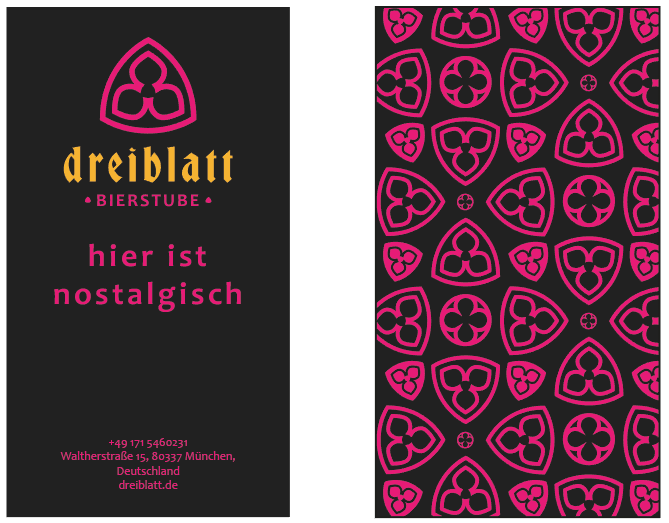 dreiblatt
• BIERSTUBE •
hier ist
nostalgisch
+49 171 5460231
Waltherstraße 15, 80337 München,
Deutschland
dreiblatt.de